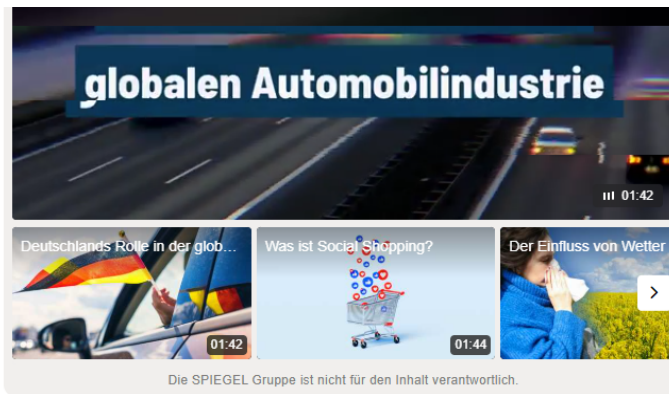 globalen Automobilindustrie
01:42
Deutschlands Rolle in der glob...
Was ist Social Shopping?
Der Einfluss von Wetter
01:42
01:44
Die SPIEGEL Gruppe ist nicht für den Inhalt verantwortlich.